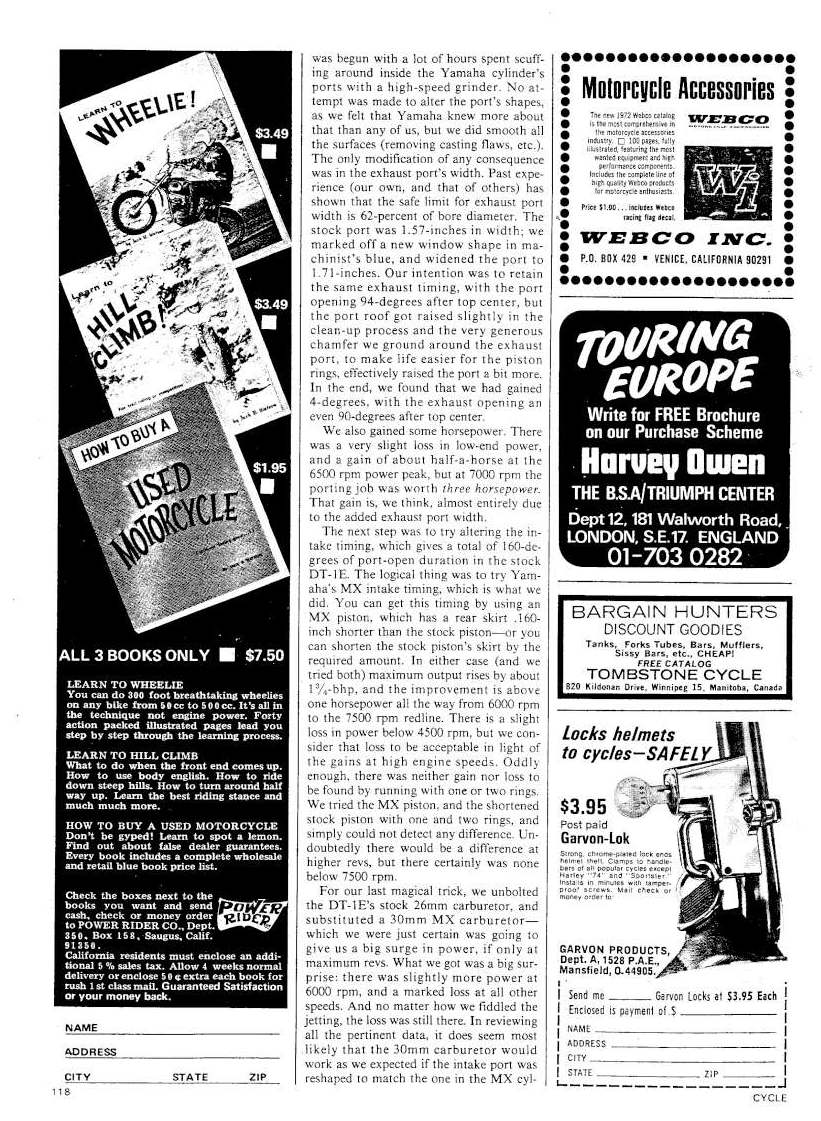 LEARN TO
WHEELIE!
$3.49
Learn to
HILL
CLIMB!
$3.49
by Jack B. Harlow
HOW TO BUY A
USED
MOTORCYCLE
$1.95
ALL 3 BOOKS ONLY $7.50
LEARN TO WHEELIE
You can do 300 foot breathtaking wheelies
on any bike from 50cc to 500cc. It's all in
the technique not engine power. Forty
action packed illustrated pages lead you
step by step through the learning process.
LEARN TO HILL CLIMB
What to do when the front end comes up.
How to use body english. How to ride
down steep hills. How to turn around half
way up. Learn the best riding stance and
much much more.
HOW TO BUY A USED MOTORCYCLE
Don't be gyped! Learn to spot a lemon.
Find out about false dealer guarantees.
Every book includes a complete wholesale
and retail blue book price list.
Check the boxes next to the
books you want and send
cash, check or money order
to POWER RIDER CO., Dept.
350, Box 158, Saugus, Calif.
91350.
POWER
RIDER
California residents must enclose an addi-
tional 5% sales tax. Allow 4 weeks normal
delivery or enclose 50¢ extra each book for
rush 1st class mail. Guaranteed Satisfaction
or your money back.
NAME
ADDRESS
CITY STATE ZIP
118
was begun with a lot of hours spent scuff-
ing around inside the Yamaha cylinder's
ports with a high-speed grinder. No at-
tempt was made to alter the port's shapes,
as we felt that Yamaha knew more about
that than any of us, but we did smooth all
the surfaces (removing casting flaws, etc.).
The only modification of any consequence
was in the exhaust port's width. Past expe-
rience (our own, and that of others) has
shown that the safe limit for exhaust port
width is 62-percent of bore diameter. The
stock port was 1.57-inches in width; we
marked off a new window shape in ma-
chinist's blue, and widened the port to
1.71-inches. Our intention was to retain
the same exhaust timing, with the port
opening 94-degrees after top center, but
the port roof got raised slightly in the
clean-up process and the very generous
chamfer we ground around the exhaust
port, to make life easier for the piston
rings, effectively raised the port a bit more.
In the end, we found that we had gained
4-degrees, with the exhaust opening an
even 90-degrees after top center.
We also gained some horsepower. There
was a very slight loss in low-end power,
and a gain of about half-a-horse at the
6500 rpm power peak, but at 7000 rpm the
porting job was worth three horsepower.
That gain is, we think, almost entirely due
to the added exhaust port width.
The next step was to try altering the in-
take timing, which gives a total of 160-de-
grees of port-open duration in the stock
DT-1E. The logical thing was to try Yam-
aha's MX intake timing, which is what we
did. You can get this timing by using an
MX piston, which has a rear skirt .160-
inch shorter than the stock piston—or you
can shorten the stock piston's skirt by the
required amount. In either case (and we
tried both) maximum output rises by about
1¾-bhp, and the improvement is above
one horsepower all the way from 6000 rpm
to the 7500 rpm redline. There is a slight
loss in power below 4500 rpm, but we con-
sider that loss to be acceptable in light of
the gains at high engine speeds. Oddly
enough, there was neither gain nor loss to
be found by running with one or two rings.
We tried the MX piston, and the shortened
stock piston with one and two rings, and
simply could not detect any difference. Un-
doubtedly there would be a difference at
higher revs, but there certainly was none
below 7500 rpm.
For our last magical trick, we unbolted
the DT-1E's stock 26mm carburetor, and
substituted a 30mm MX carburetor—
which we were just certain was going to
give us a big surge in power, if only at
maximum revs. What we got was a big sur-
prise: there was slightly more power at
6000 rpm, and a marked loss at all other
speeds. And no matter how we fiddled the
jetting, the loss was still there. In reviewing
all the pertinent data, it does seem most
likely that the 30mm carburetor would
work as we expected if the intake port was
reshaped to match the one in the MX cyl-
Motorcycle Accessories
The new 1972 Webco catalog
is the most comprehensive in
the motorcycle accessories
industry. □ 100 pages, fully
illustrated, featuring the most
wanted equipment and high
performance components.
Includes the complete line of
high quality Webco products
for motorcycle enthusiasts.
Price $1.00... includes Webco
racing flag decal.
WEBCO
Wi
WEBCO INC.
P.O. BOX 429 ■ VENICE, CALIFORNIA 90291
TOURING
EUROPE
Write for FREE Brochure
on our Purchase Scheme
Harvey Owen
THE B.S.A/TRIUMPH CENTER
Dept 12, 181 Walworth Road,
LONDON, S.E.17. ENGLAND
01-703 0282
BARGAIN HUNTERS
DISCOUNT GOODIES
Tanks, Forks Tubes, Bars, Mufflers,
Sissy Bars, etc., CHEAP!
FREE CATALOG
TOMBSTONE CYCLE
820 Kildonan Drive, Winnipeg 15, Manitoba, Canada
Locks helmets
to cycles—SAFELY
$3.95
Post paid
Garvon-Lok
Strong, chrome-plated lock ends
helmet theft. Clamps to handle-
bars of all popular cycles except
Harley "74" and "Sportster."
Installs in minutes with tamper-
proof screws. Mail check or
money order to:
GARVON PRODUCTS,
Dept. A, 1528 P.A.E.,
Mansfield, O.44905.
Send me Garvon Locks at $3.95 Each
Enclosed is payment of $
NAME
ADDRESS
CITY
STATE ZIP
CYCLE